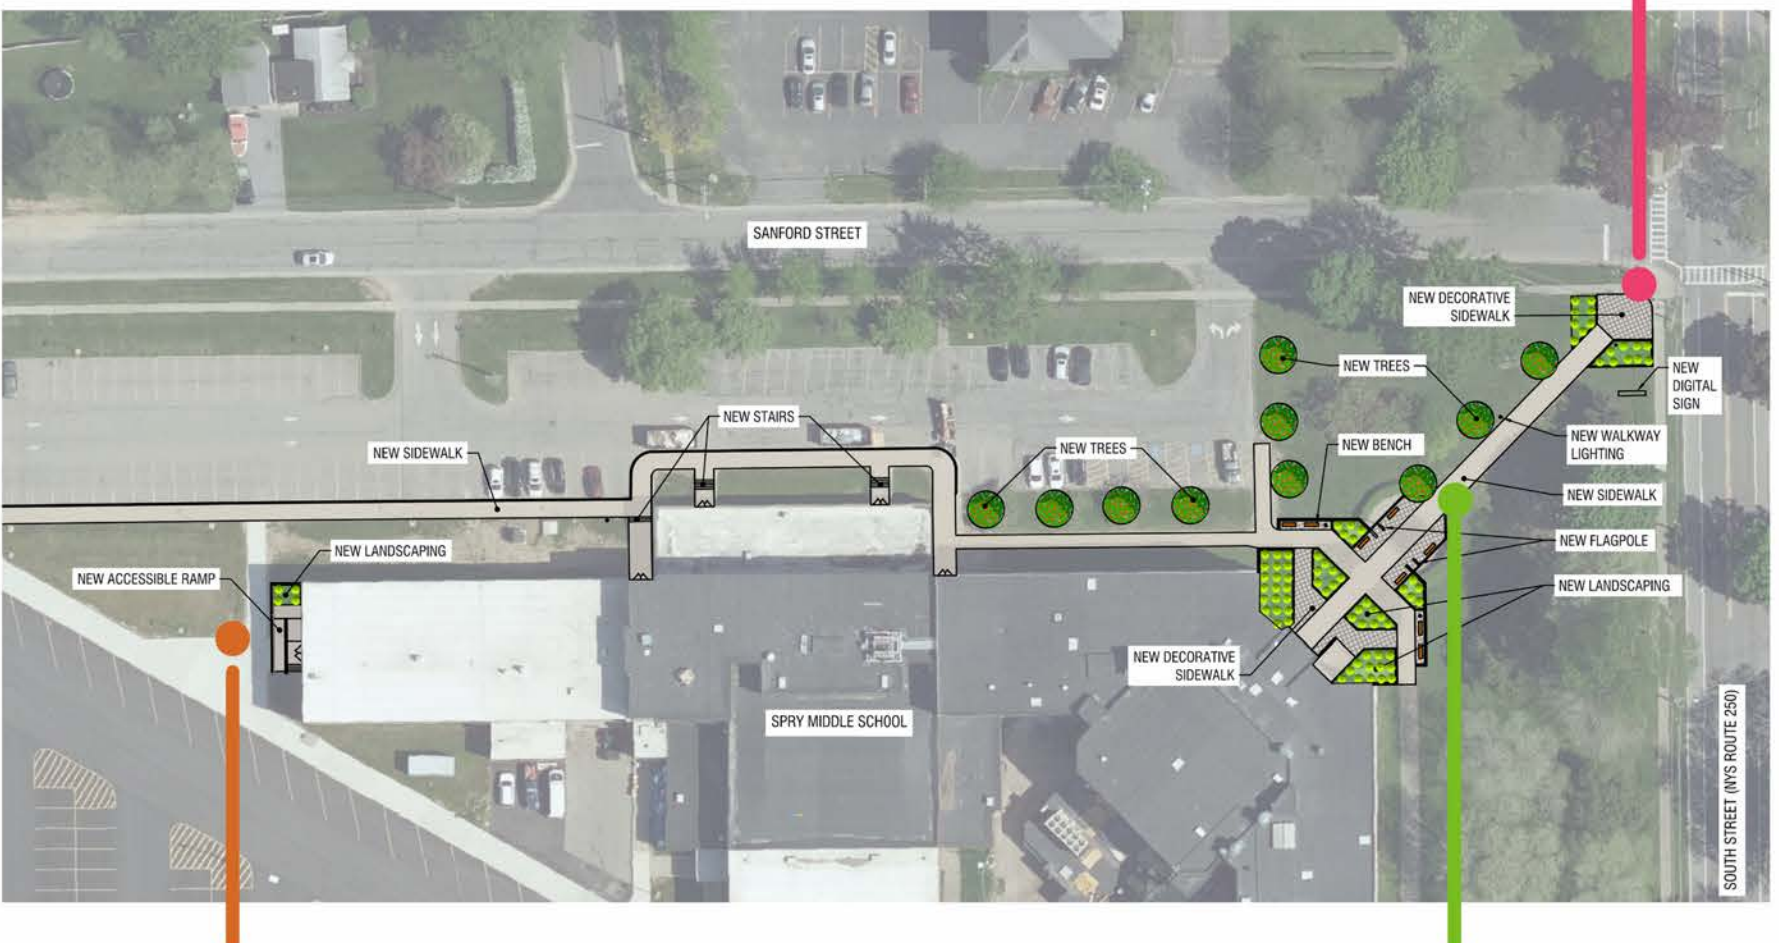 SANFORD STREET
NEW DECORATIVE
SIDEWALK
NEW TREES
NEW
DIGITAL
SIGN
NEW STAIRS
NEW SIDEWALK
NEW TREES
NEW BENCH
NEW WALKWAY
LIGHTING
NEW SIDEWALK
NEW LANDSCAPING
NEW FLAGPOLE
NEW ACCESSIBLE RAMP
NEW LANDSCAPING
NEW DECORATIVE
SIDEWALK
SPRY MIDDLE SCHOOL
SOUTH STREET (NYS ROUTE 250)